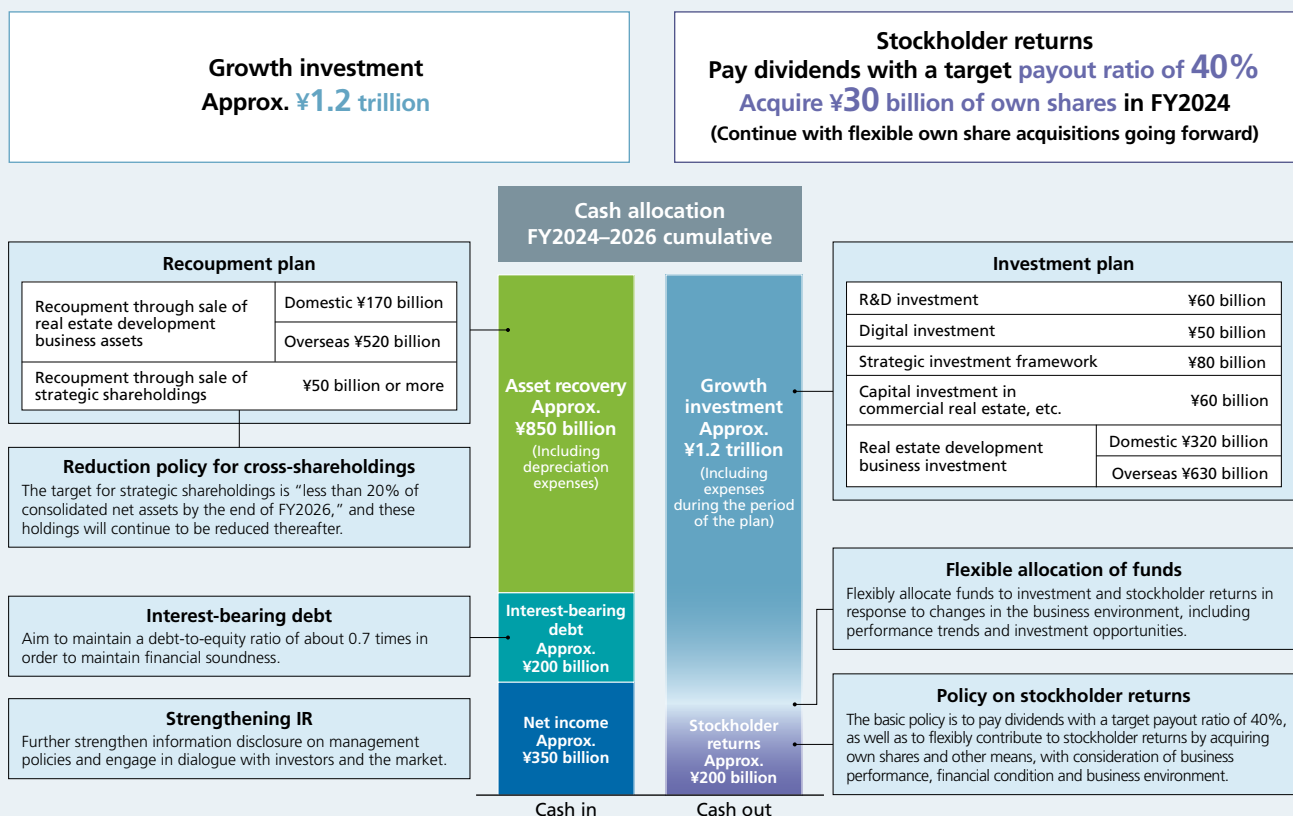 Growth investment
Approx. ¥1.2 trillion
Stockholder returns
Pay dividends with a target payout ratio of 40%
Acquire ¥30 billion of own shares in FY2024
(Continue with flexible own share acquisitions going forward)
Cash allocation
FY2024–2026 cumulative
Recoupment plan
Recoupment through sale of
real estate development
business assets
Domestic ¥170 billion
Overseas ¥520 billion
Recoupment through sale of
strategic shareholdings
¥50 billion or more
Reduction policy for cross-shareholdings
The target for strategic shareholdings is “less than 20% of
consolidated net assets by the end of FY2026,” and these
holdings will continue to be reduced thereafter.
Interest-bearing debt
Aim to maintain a debt-to-equity ratio of about 0.7 times in
order to maintain financial soundness.
Strengthening IR
Further strengthen information disclosure on management
policies and engage in dialogue with investors and the market.
Asset recovery
Approx.
¥850 billion
(Including
depreciation
expenses)
Interest-bearing
debt
Approx.
¥200 billion
Net income
Approx.
¥350 billion
Cash in
Growth
investment
Approx.
¥1.2 trillion
(Including
expenses
during the period
of the plan)
Stockholder
returns
Approx.
¥200 billion
Cash out
Investment plan
R&D investment ¥60 billion
Digital investment ¥50 billion
Strategic investment framework ¥80 billion
Capital investment in
commercial real estate, etc.
¥60 billion
Real estate development
business investment
Domestic ¥320 billion
Overseas ¥630 billion
Flexible allocation of funds
Flexibly allocate funds to investment and stockholder returns in
response to changes in the business environment, including
performance trends and investment opportunities.
Policy on stockholder returns
The basic policy is to pay dividends with a target payout ratio of 40%,
as well as to flexibly contribute to stockholder returns by acquiring
own shares and other means, with consideration of business
performance, financial condition and business environment.